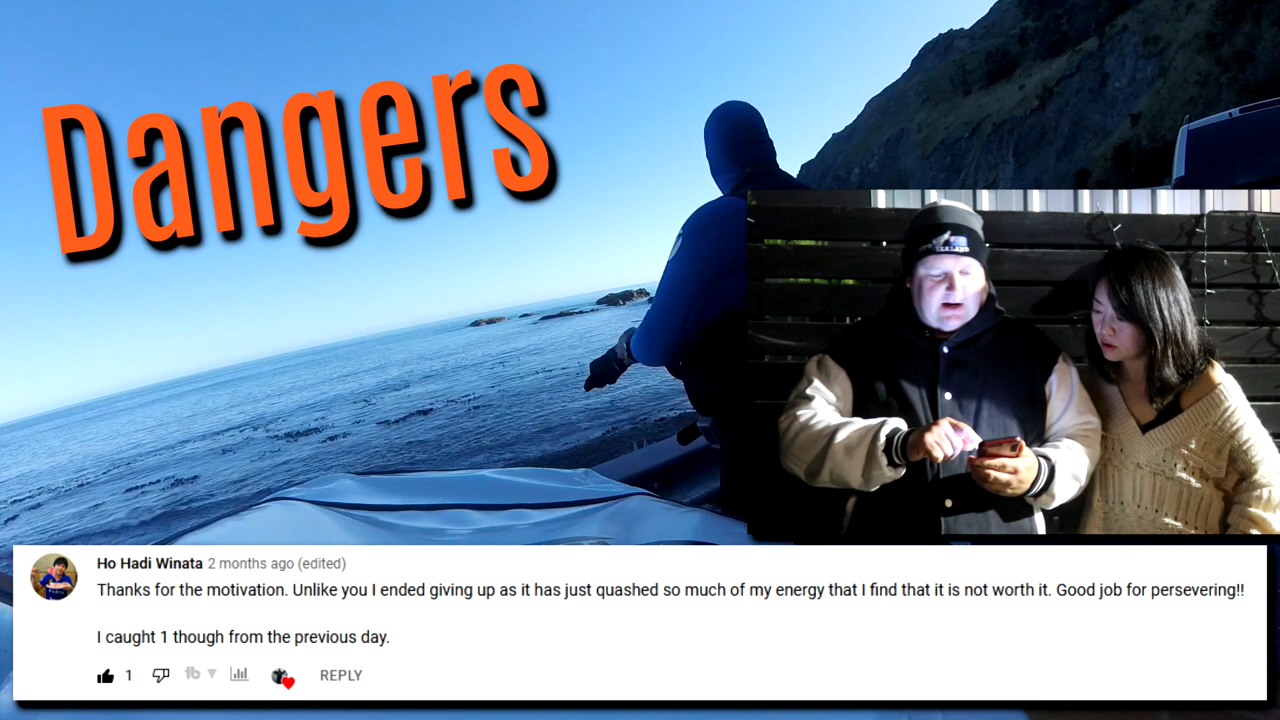 Dangers
Ho Hadi Winata 2 months ago (edited)
Thanks for the motivation. Unlike you I ended giving up as it has just quashed so much of my energy that I find that it is not worth it. Good job for persevering!!
I caught 1 though from the previous day.
1 REPLY